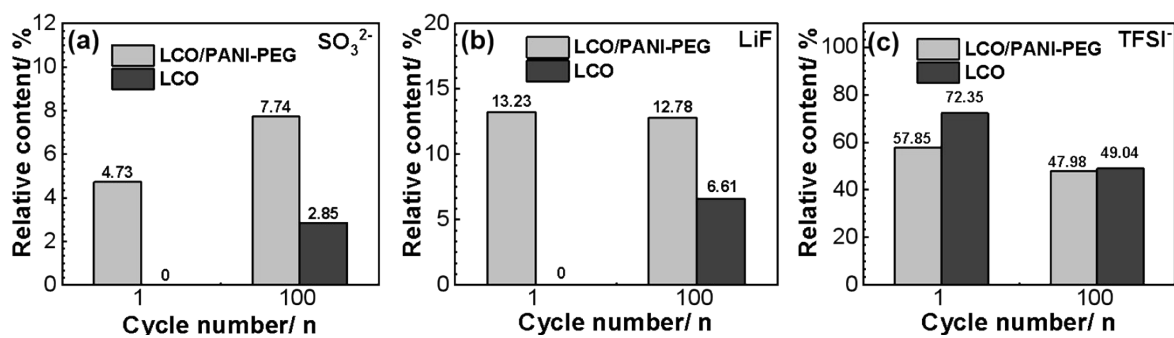 (a)
SO₃²⁻
LCO/PANI-PEG
LCO
Relative content/ %
12
10
8
6
4
2
0
4.73
0
7.74
2.85
1
100
Cycle number/ n
(b)
LiF
LCO/PANI-PEG
LCO
Relative content/ %
20
15
10
5
0
13.23
0
12.78
6.61
1
100
Cycle number/ n
(c)
TFSI⁻
LCO/PANI-PEG
LCO
Relative content/ %
100
80
60
40
20
0
57.85
72.35
47.98
49.04
1
100
Cycle number/ n